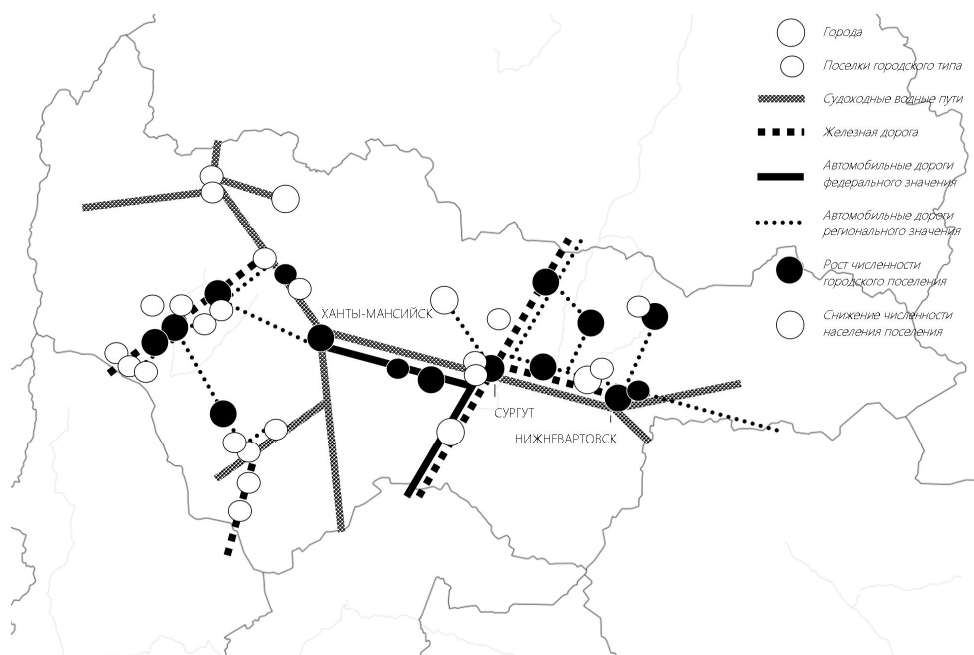 Города
Поселки городского типа
Судоходные водные пути
Железная дорога
Автомобильные дороги
федерального значения
Автомобильные дороги
регионального значения
Рост численности
городского поселения
Снижение численности
населения поселения
ХАНТЫ-МАНСИЙСК
СУРГУТ
НИЖНЕВАРТОВСК